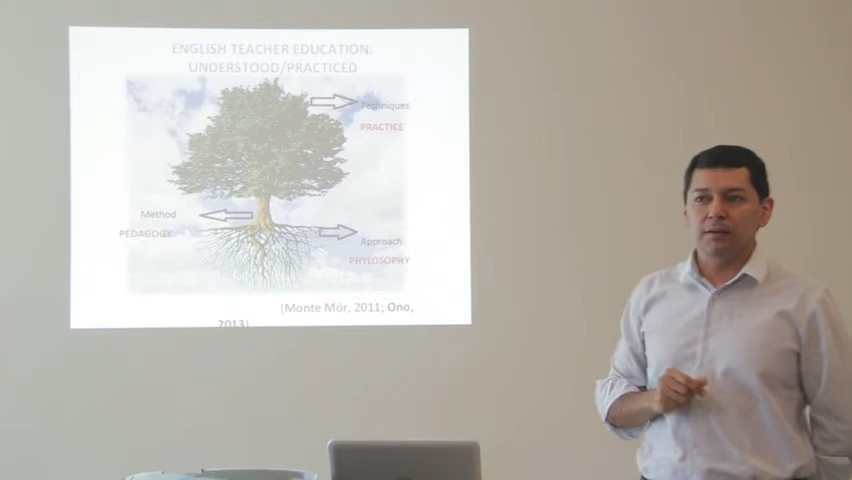 ENGLISH TEACHER EDUCATION:
UNDERSTOOD/PRACTICED
Techniques
PRACTICE
Method
PEDAGOGY
Approach
PHYLOSOPHY
(Monte Mór, 2011; Ono,
2013)